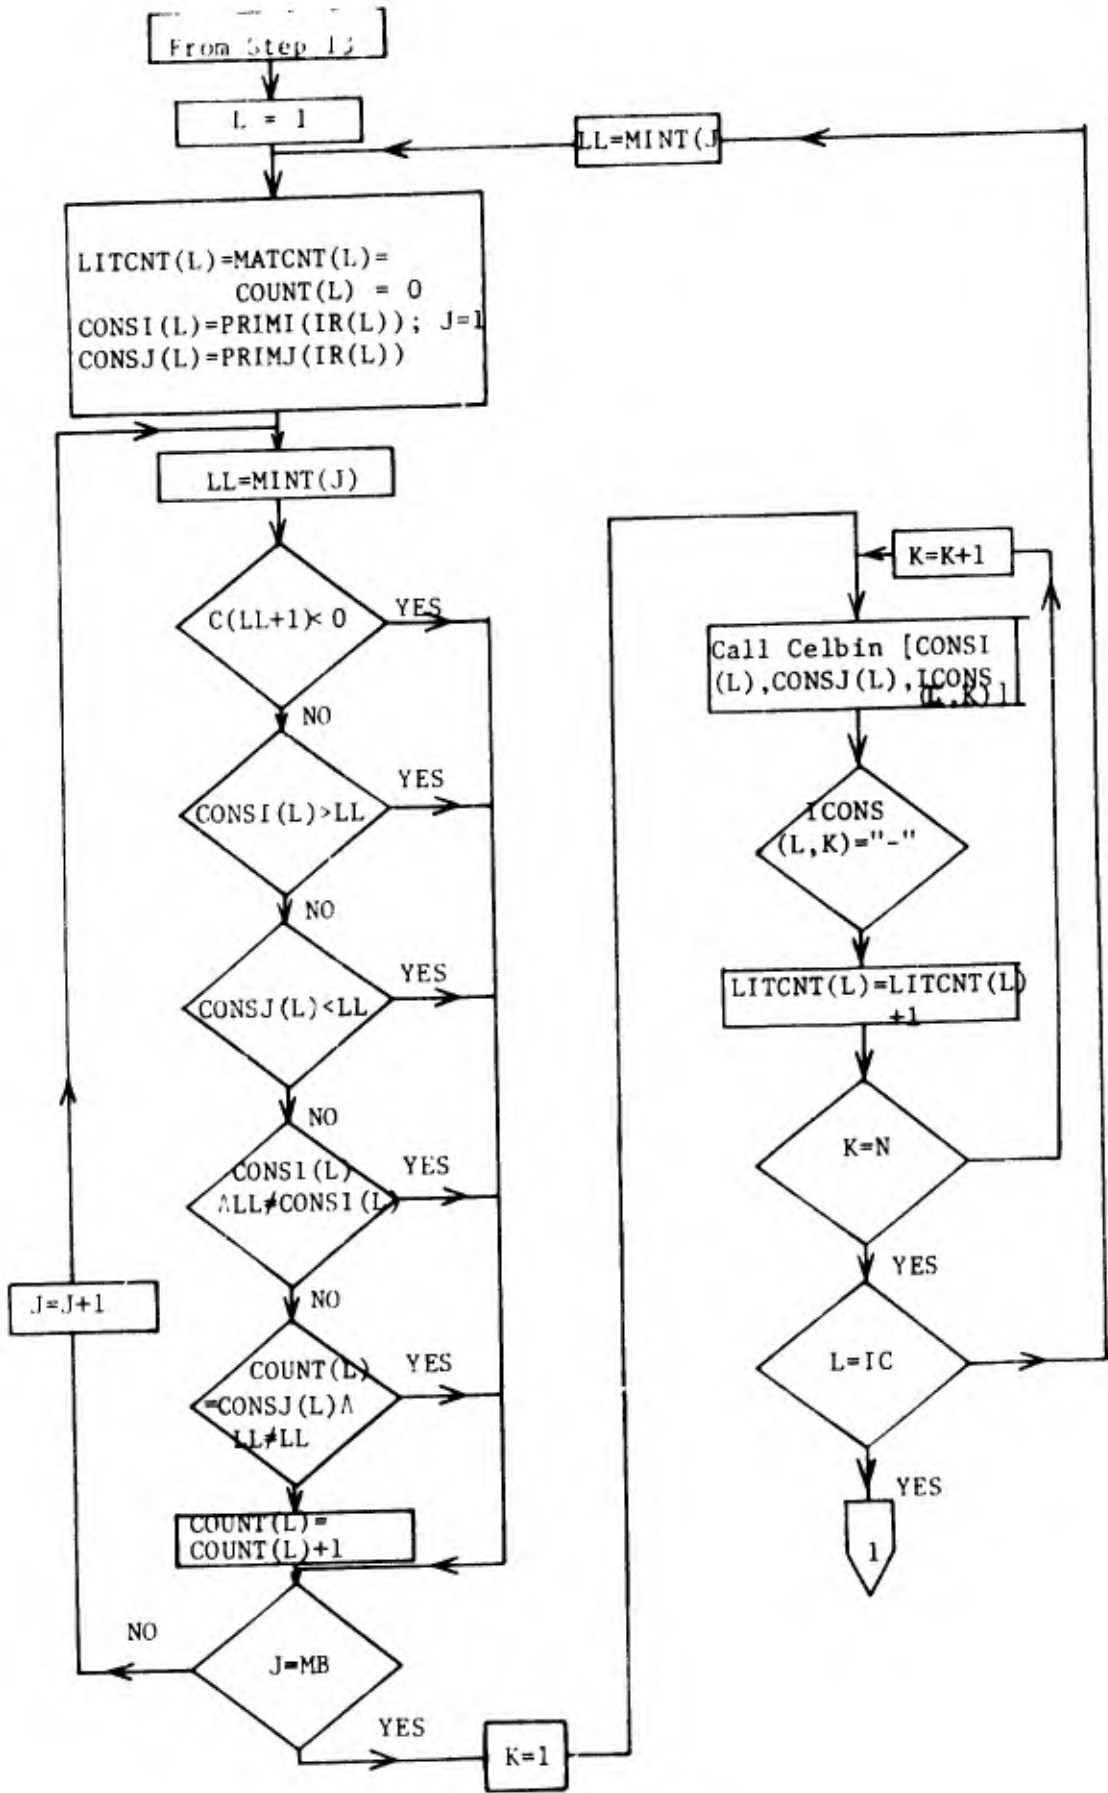 From Step 13
L = 1
LL=MINT(J
LITCNT(L)=MATCNT(L)=
COUNT(L) = 0
CONSI(L)=PRIMI(IR(L)); J=1
CONSJ(L)=PRIMJ(IR(L))
LL=MINT(J)
C(LL+1)<0
YES
NO
CONSI(L)>LL
YES
NO
CONSJ(L)<LL
YES
NO
CONSI(L)
ΛLL≠CONSI(L)
YES
NO
COUNT(L)
=CONSJ(L)Λ
LL≠LL
YES
COUNT(L)=
COUNT(L)+1
J=MB
NO
J=J+1
YES
K=1
K=K+1
Call Celbin [CONSI
(L),CONSJ(L),ICONS
(L,K)]
ICONS
(L,K)="-"
LITCNT(L)=LITCNT(L)
+1
K=N
YES
L=IC
YES
1